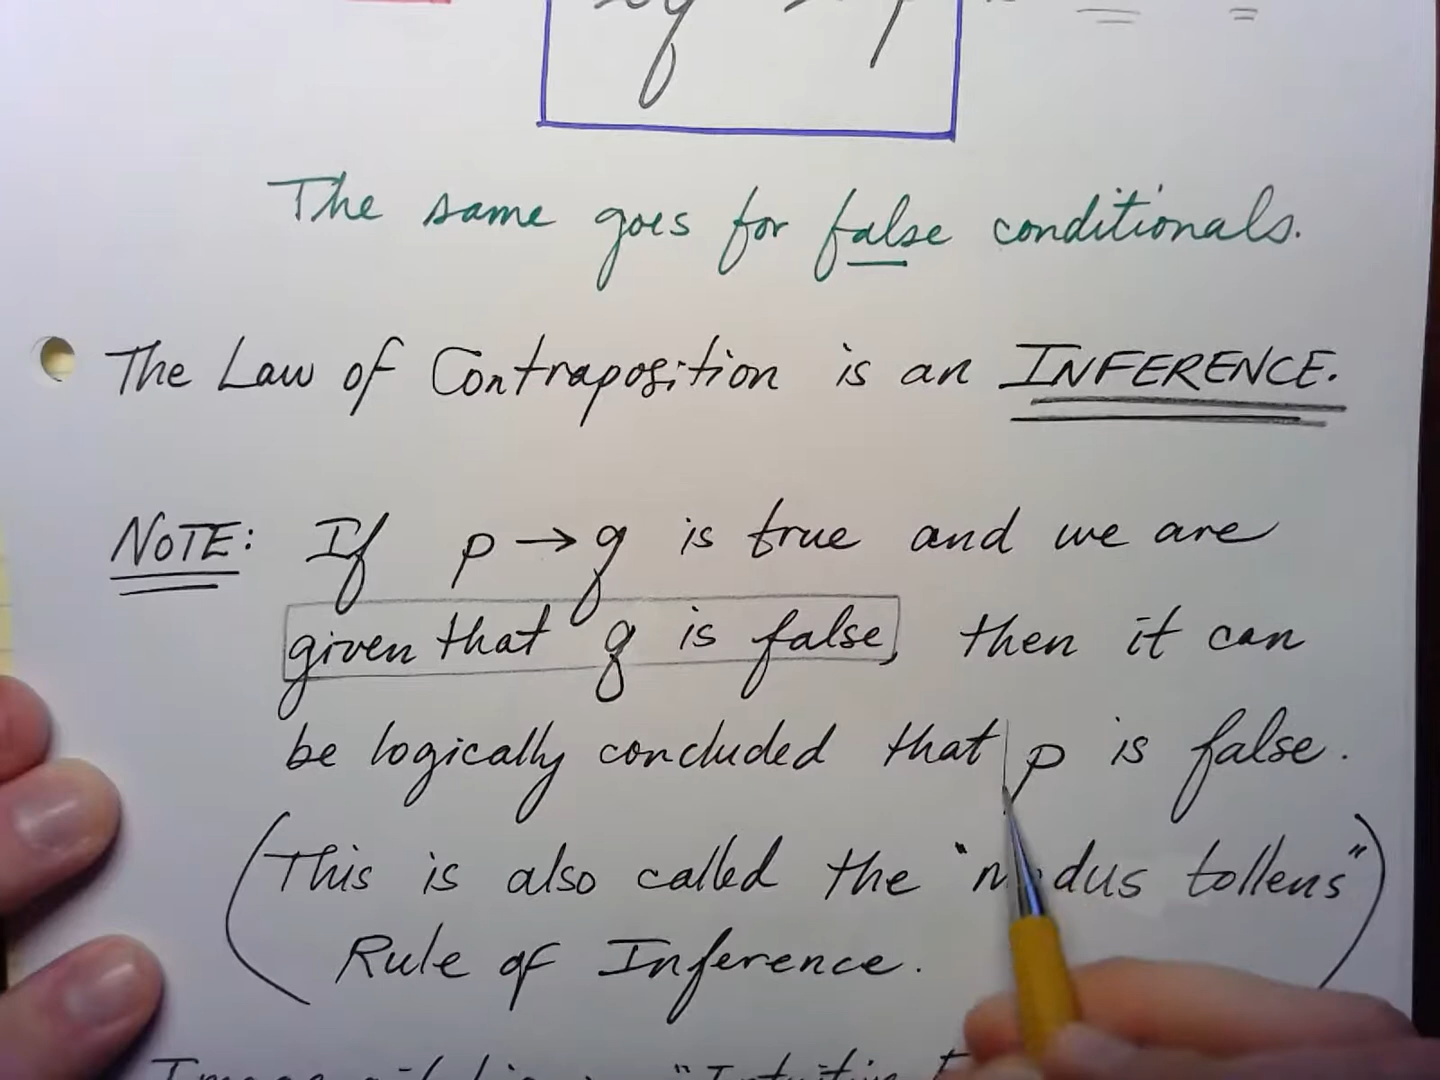 The same goes for false conditionals.
The Law of Contraposition is an INFERENCE.
NOTE: If p → q is true and we are
given that q is false, then it can
be logically concluded that p is false.
(This is also called the "modus tollens"
Rule of Inference.)